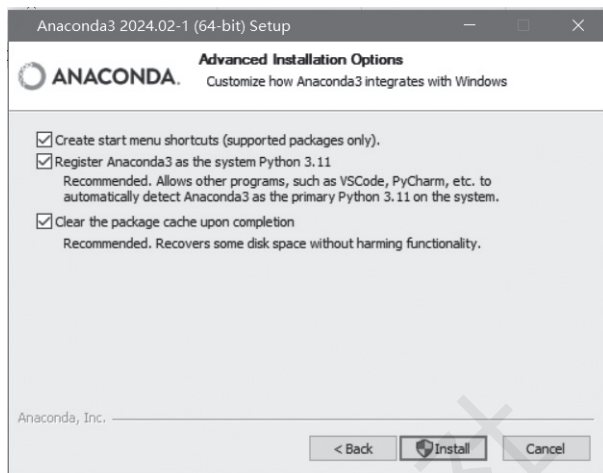 Anaconda3 2024.02-1 (64-bit) Setup
ANACONDA.
Advanced Installation Options
Customize how Anaconda3 integrates with Windows
Create start menu shortcuts (supported packages only).
Register Anaconda3 as the system Python 3.11
Recommended. Allows other programs, such as VSCode, PyCharm, etc. to
automatically detect Anaconda3 as the primary Python 3.11 on the system.
Clear the package cache upon completion
Recommended. Recovers some disk space without harming functionality.
Anaconda, Inc.
< Back Install Cancel